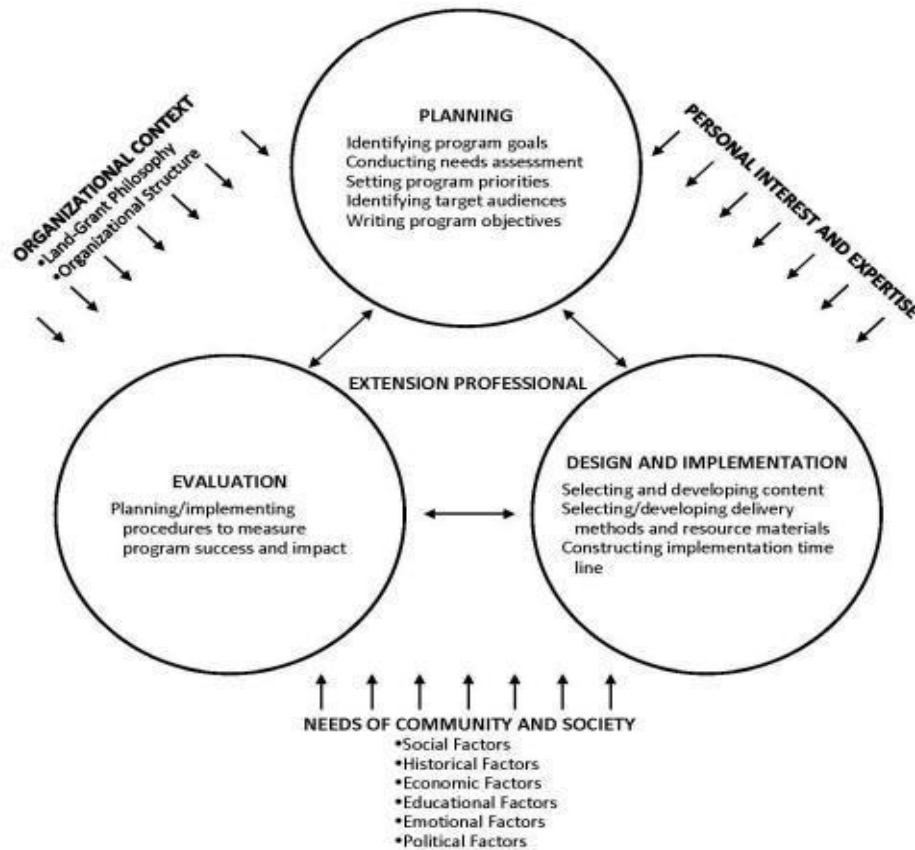 PLANNING
Identifying program goals
Conducting needs assessment
Setting program priorities
Identifying target audiences
Writing program objectives
ORGANIZATIONAL CONTEXT
•Land-Grant Philosophy
•Organizational Structure
PERSONAL INTEREST AND EXPERTISE
EXTENSION PROFESSIONAL
EVALUATION
Planning/implementing
procedures to measure
program success and impact
DESIGN AND IMPLEMENTATION
Selecting and developing content
Selecting/developing delivery
methods and resource materials
Constructing implementation time
line
NEEDS OF COMMUNITY AND SOCIETY
•Social Factors
•Historical Factors
•Economic Factors
•Educational Factors
•Emotional Factors
•Political Factors